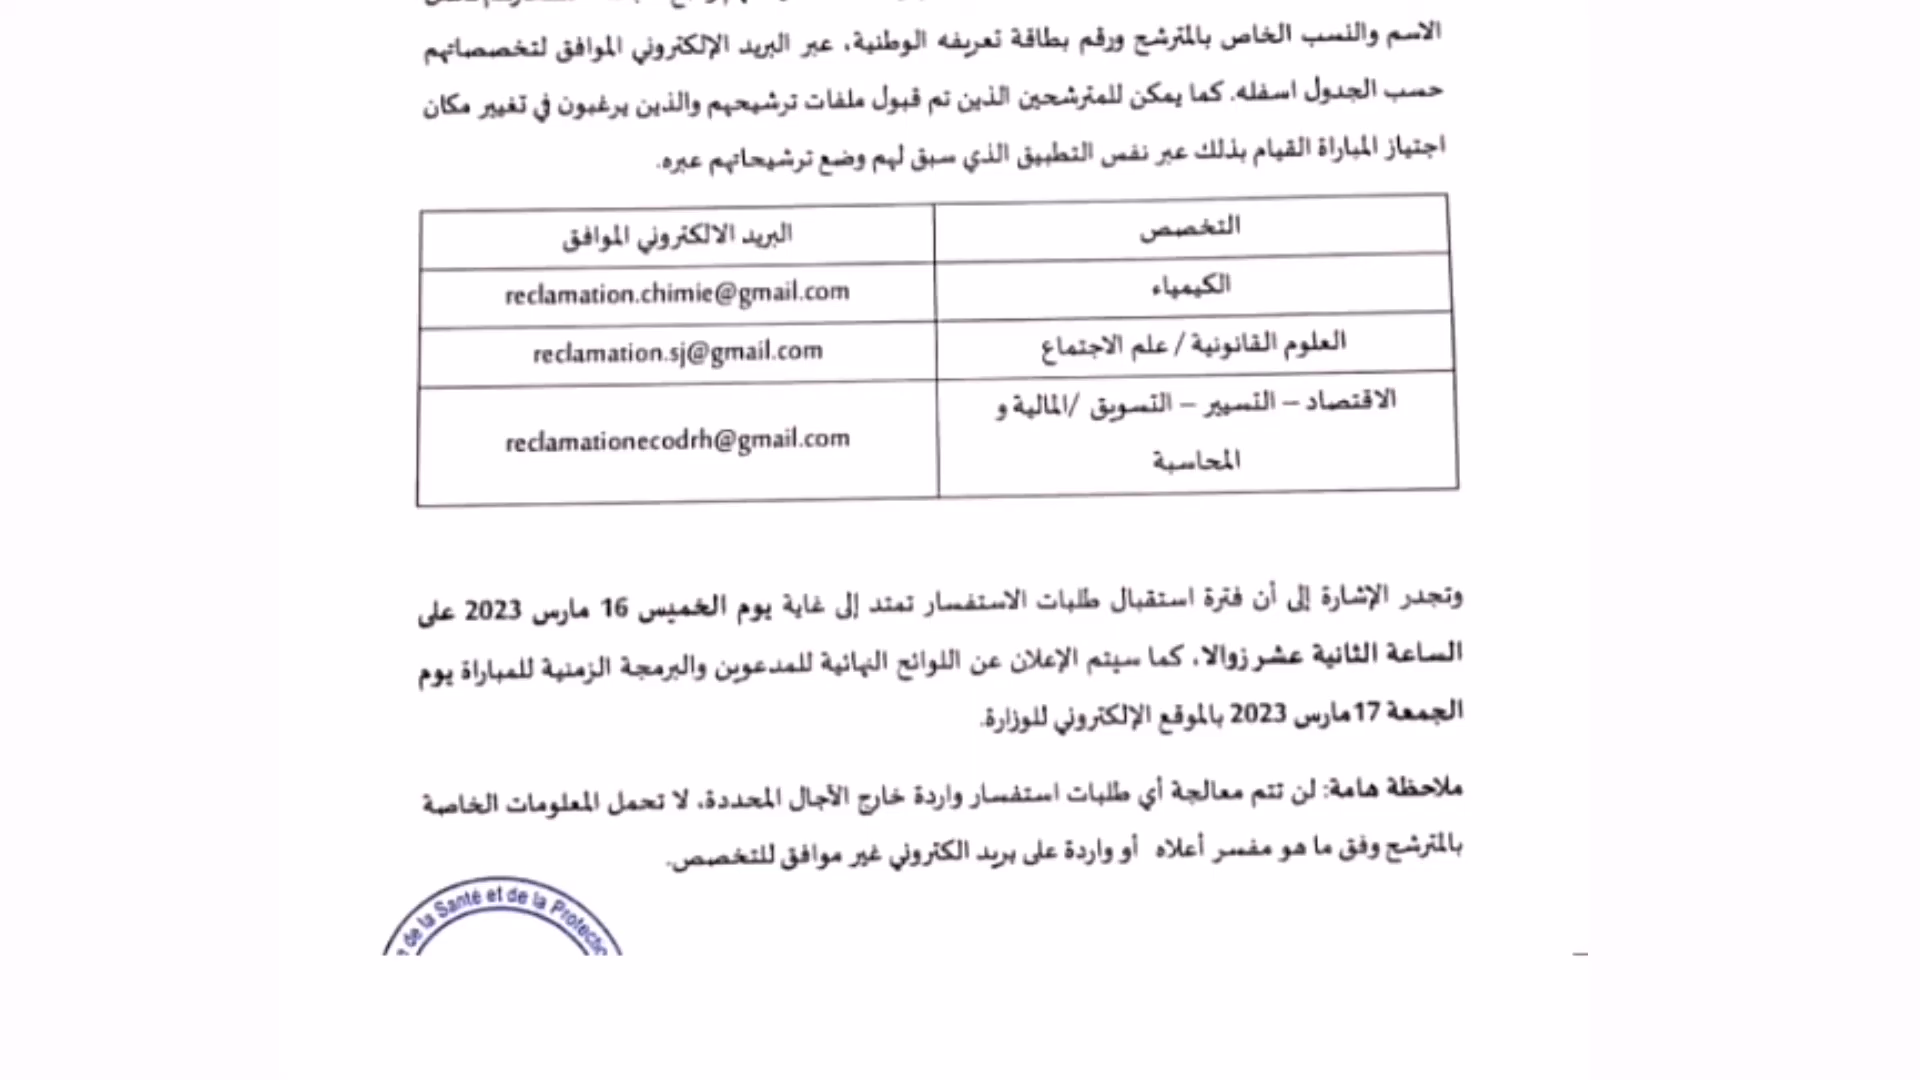 الاسم والنسب الخاص بالمترشح ورقم بطاقة تعريفه الوطنية، عبر البريد الإلكتروني الموافق لتخصصاتهم
حسب الجدول اسفله. كما يمكن للمترشحين الذين تم قبول ملفات ترشيحهم والذين يرغبون في تغيير مكان
اجتياز المباراة القيام بذلك عبر نفس التطبيق الذي سبق لهم وضع ترشيحاتهم عبره.
التخصص البريد الالكتروني الموافق
الكيمياء reclamation.chimie@gmail.com
العلوم القانونية / علم الاجتماع reclamation.sj@gmail.com
الاقتصاد – التسيير – التسويق /المالية و
المحاسبة reclamationecodrh@gmail.com
وتجدر الإشارة إلى أن فترة استقبال طلبات الاستفسار تمتد إلى غاية يوم الخميس 16 مارس 2023 على
الساعة الثانية عشر زوالا، كما سيتم الإعلان عن اللوائح النهائية للمدعوين والبرمجة الزمنية للمباراة يوم
الجمعة 17مارس 2023 بالموقع الإلكتروني للوزارة.
ملاحظة هامة: لن تتم معالجة أي طلبات استفسار واردة خارج الآجال المحددة، لا تحمل المعلومات الخاصة
بالمترشح وفق ما هو مفسر أعلاه أو واردة على بريد الكتروني غير موافق للتخصص.
de la Santé et de la Protectio